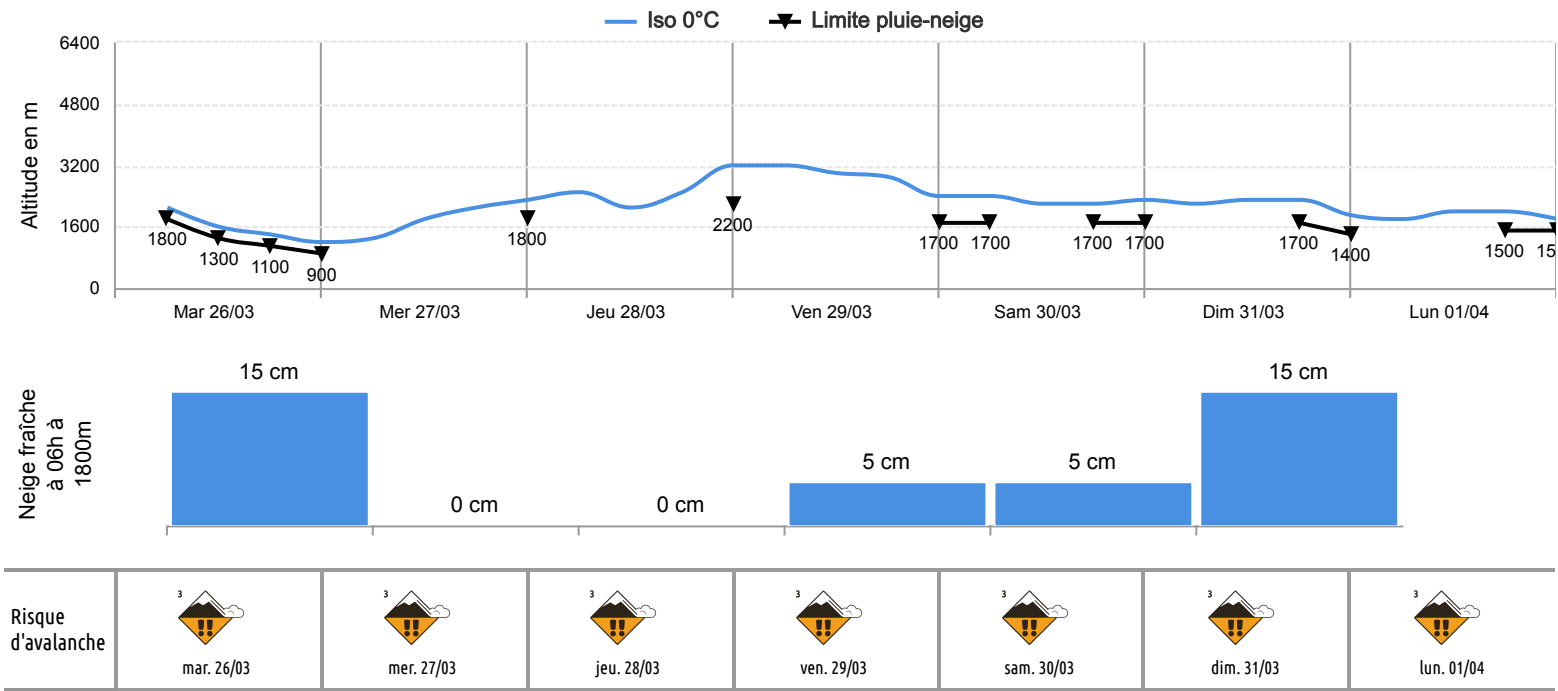 Iso 0°C Limite pluie-neige
Altitude en m
6400
4800
3200
1600
0
1800 1300 1100 900 1800 2200 1700 1700 1700 1700 1700 1400 1500 15
Mar 26/03 Mer 27/03 Jeu 28/03 Ven 29/03 Sam 30/03 Dim 31/03 Lun 01/04
Neige fraîche
à 06h à
1800m
15 cm 0 cm 0 cm 5 cm 5 cm 15 cm
Risque
d'avalanche
3 3 3 3 3 3 3
mar. 26/03 mer. 27/03 jeu. 28/03 ven. 29/03 sam. 30/03 dim. 31/03 lun. 01/04